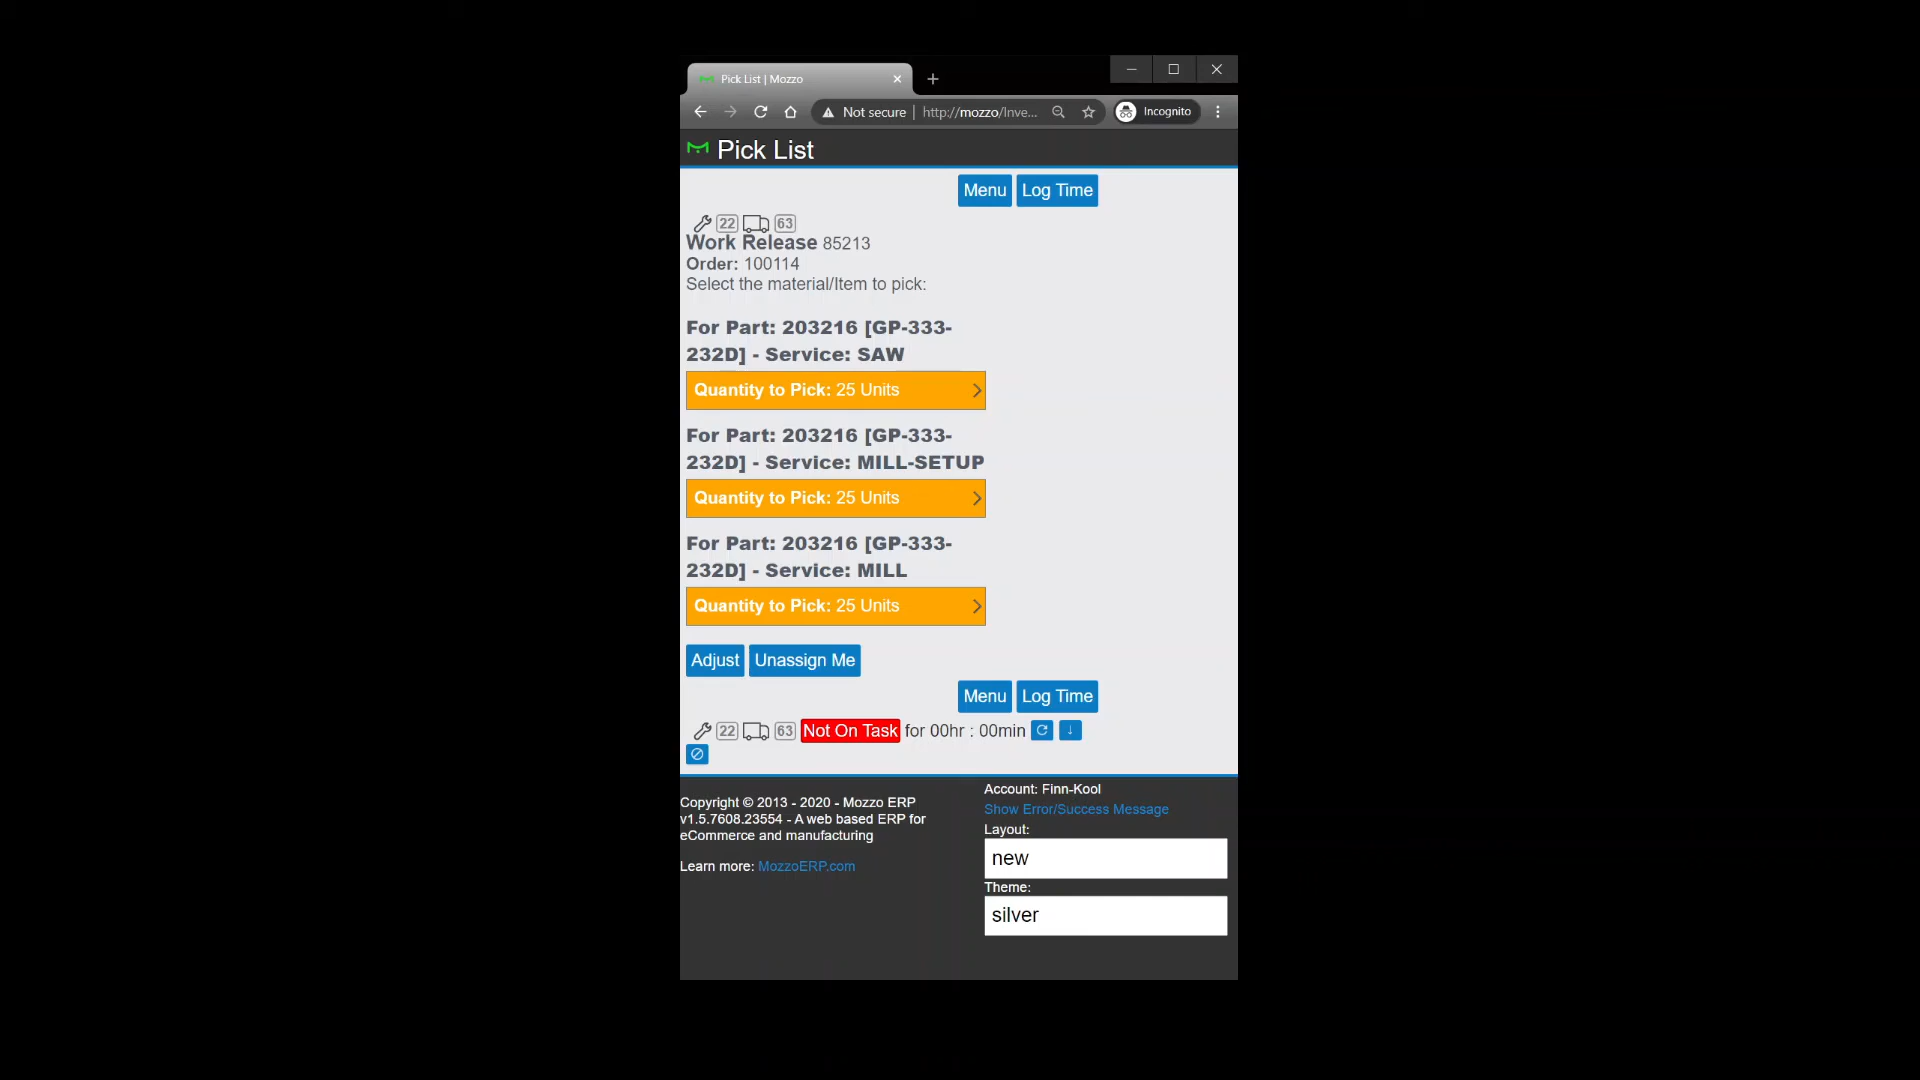 Pick List | Mozzo
Not secure | http://mozzo/Inve...
Incognito
Pick List
Menu Log Time
22 63
Work Release 85213
Order: 100114
Select the material/Item to pick:
For Part: 203216 [GP-333-
232D] - Service: SAW
Quantity to Pick: 25 Units
For Part: 203216 [GP-333-
232D] - Service: MILL-SETUP
Quantity to Pick: 25 Units
For Part: 203216 [GP-333-
232D] - Service: MILL
Quantity to Pick: 25 Units
Adjust Unassign Me
Menu Log Time
22 63 Not On Task for 00hr : 00min
Copyright © 2013 - 2020 - Mozzo ERP
v1.5.7608.23554 - A web based ERP for
eCommerce and manufacturing
Learn more: MozzoERP.com
Account: Finn-Kool
Show Error/Success Message
Layout:
new
Theme:
silver